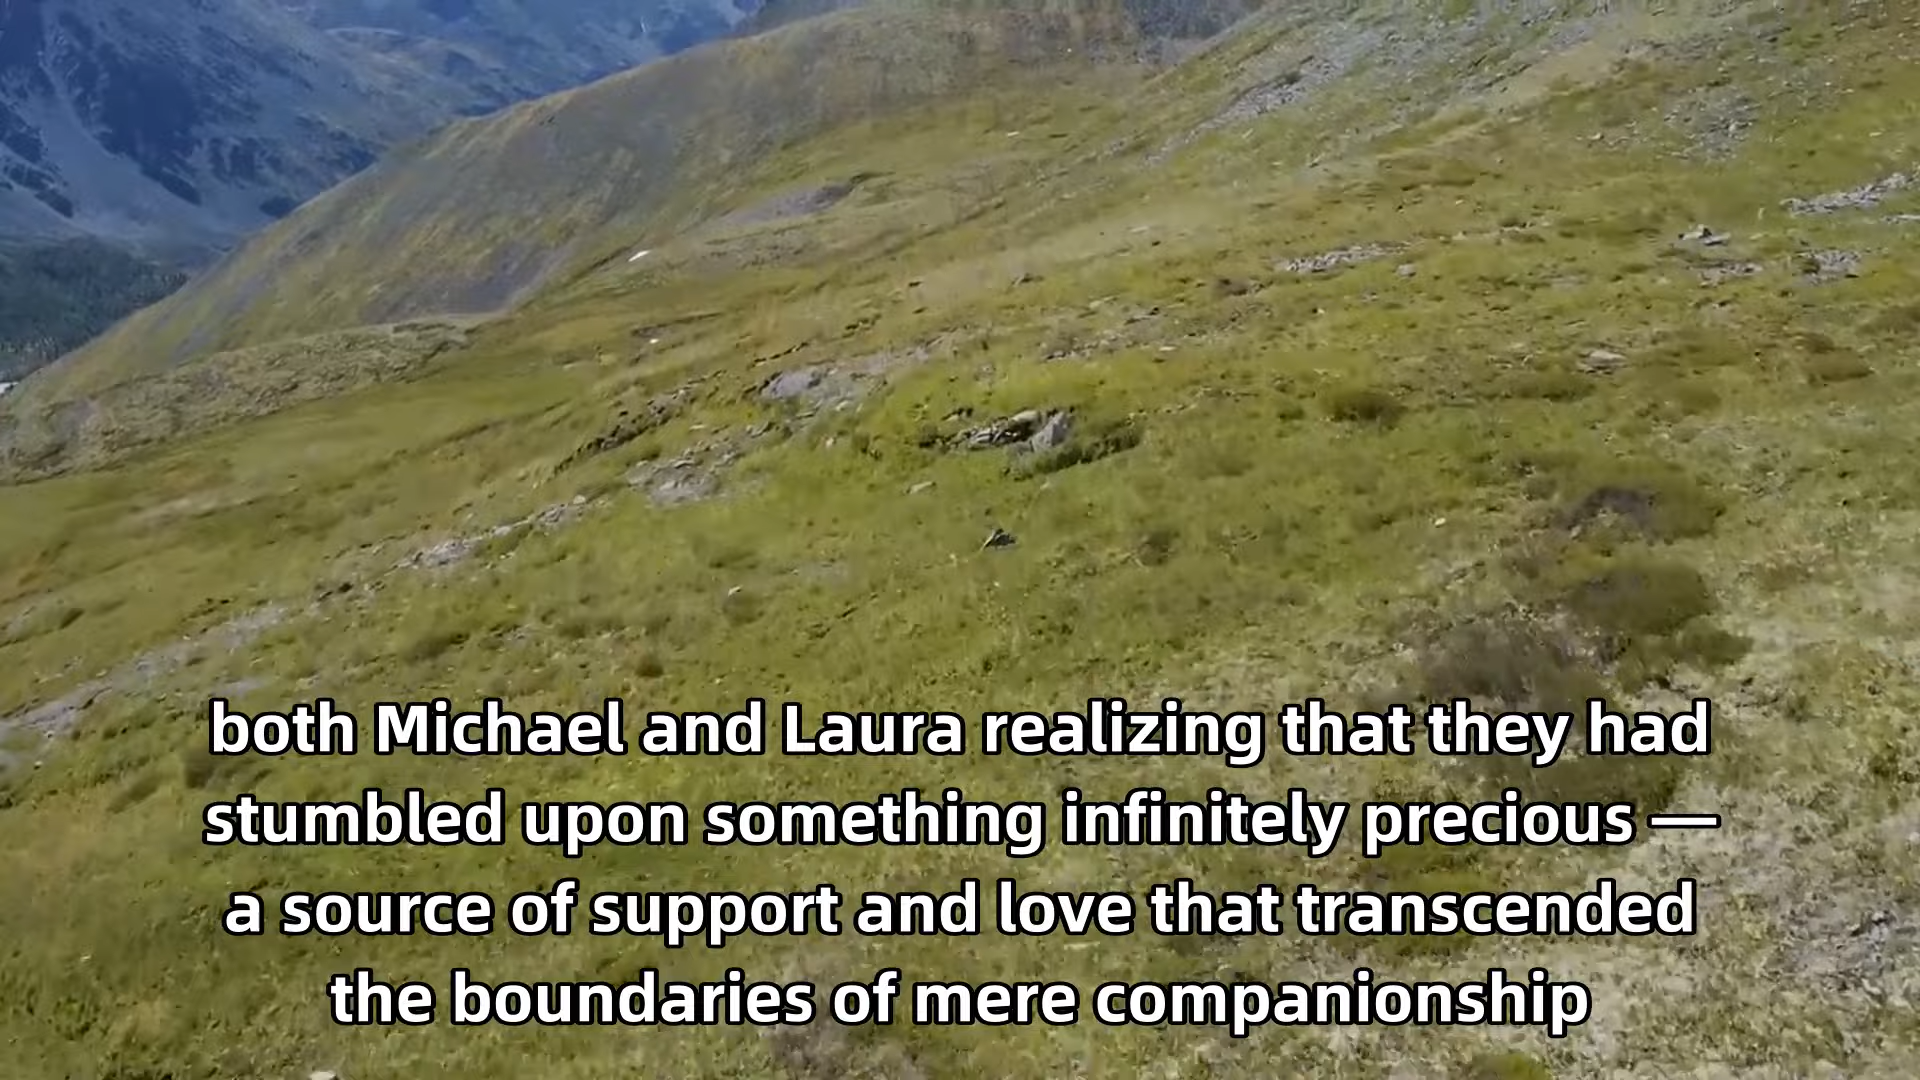 both Michael and Laura realizing that they had
stumbled upon something infinitely precious —
a source of support and love that transcended
the boundaries of mere companionship